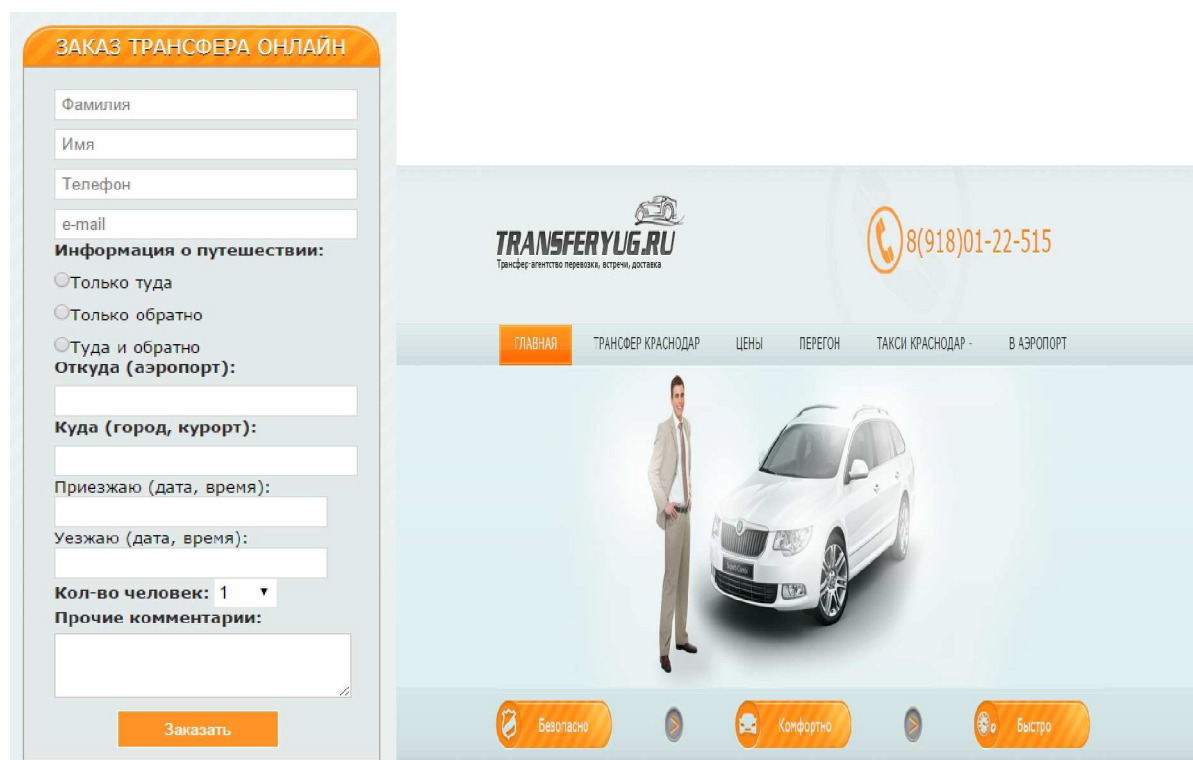 ЗАКАЗ ТРАНСФЕРА ОНЛАЙН
Фамилия
Имя
Телефон
e-mail
Информация о путешествии:
Только туда
Только обратно
Туда и обратно
Откуда (аэропорт):
Куда (город, курорт):
Приезжаю (дата, время):
Уезжаю (дата, время):
Кол-во человек: 1
Прочие комментарии:
Заказать
TRANSFERYUG.RU
Трансфер-агентство перевозки, встречи, доставка
8(918)01-22-515
ГЛАВНАЯ ТРАНСФЕР КРАСНОДАР ЦЕНЫ ПЕРЕГОН ТАКСИ КРАСНОДАР - В АЭРОПОРТ
Безопасно Комфортно Быстро